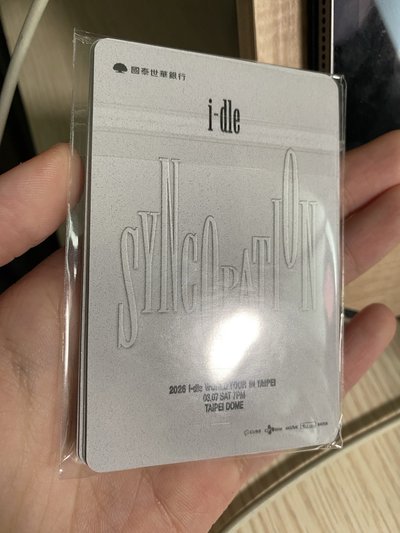 國泰世華銀行
i-dle
SYNCOPATION
2026 i-dle WORLD TOUR IN TAIPEI
03.07 SAT 7PM
TAIPEI DOME
CUBE